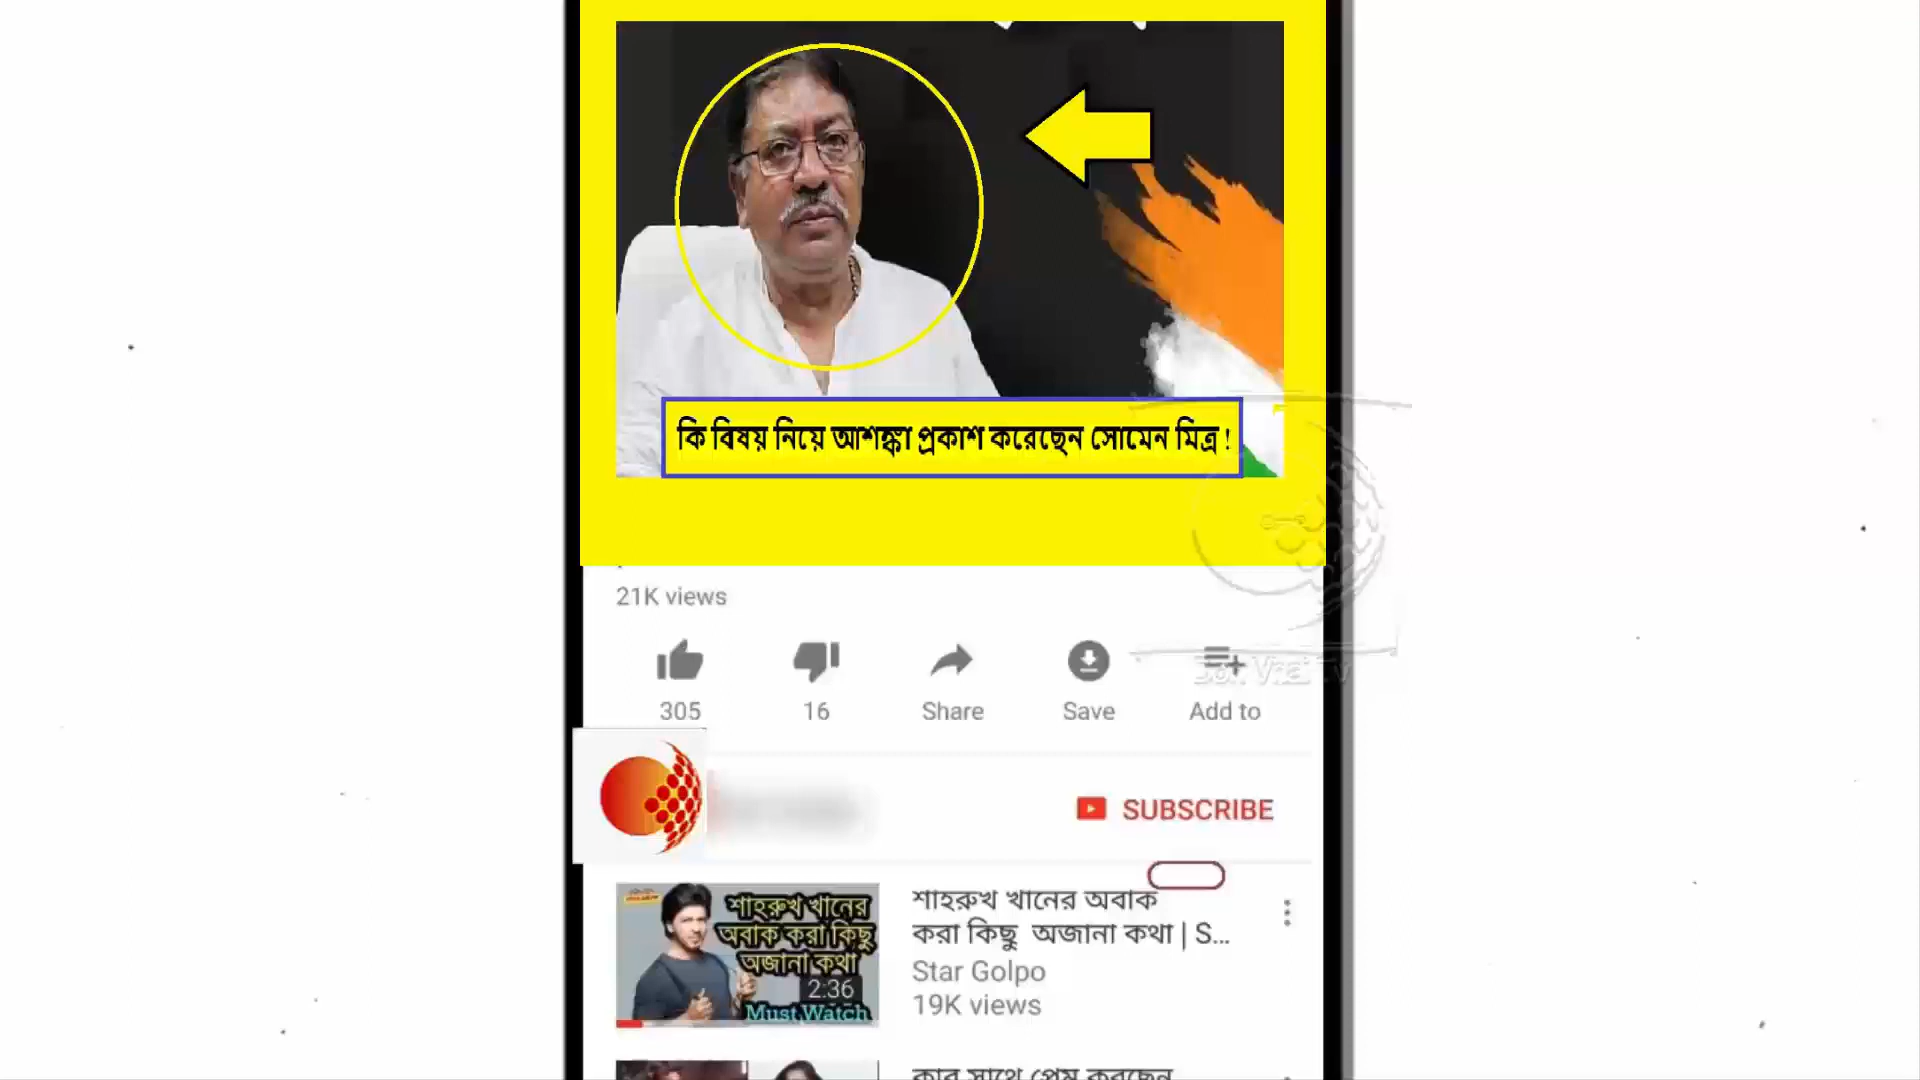 কি বিষয় নিয়ে আশঙ্কা প্রকাশ করেছেন সোমেন মিত্র !
21K views
305
16
Share
Save
Add to
SUBSCRIBE
শাহরুখ খানের
অবাক করা কিছু
অজানা কথা
2:36
Must Watch
শাহরুখ খানের অবাক
করা কিছু অজানা কথা | S...
Star Golpo
19K views
কার সাথে প্রেম করছেন